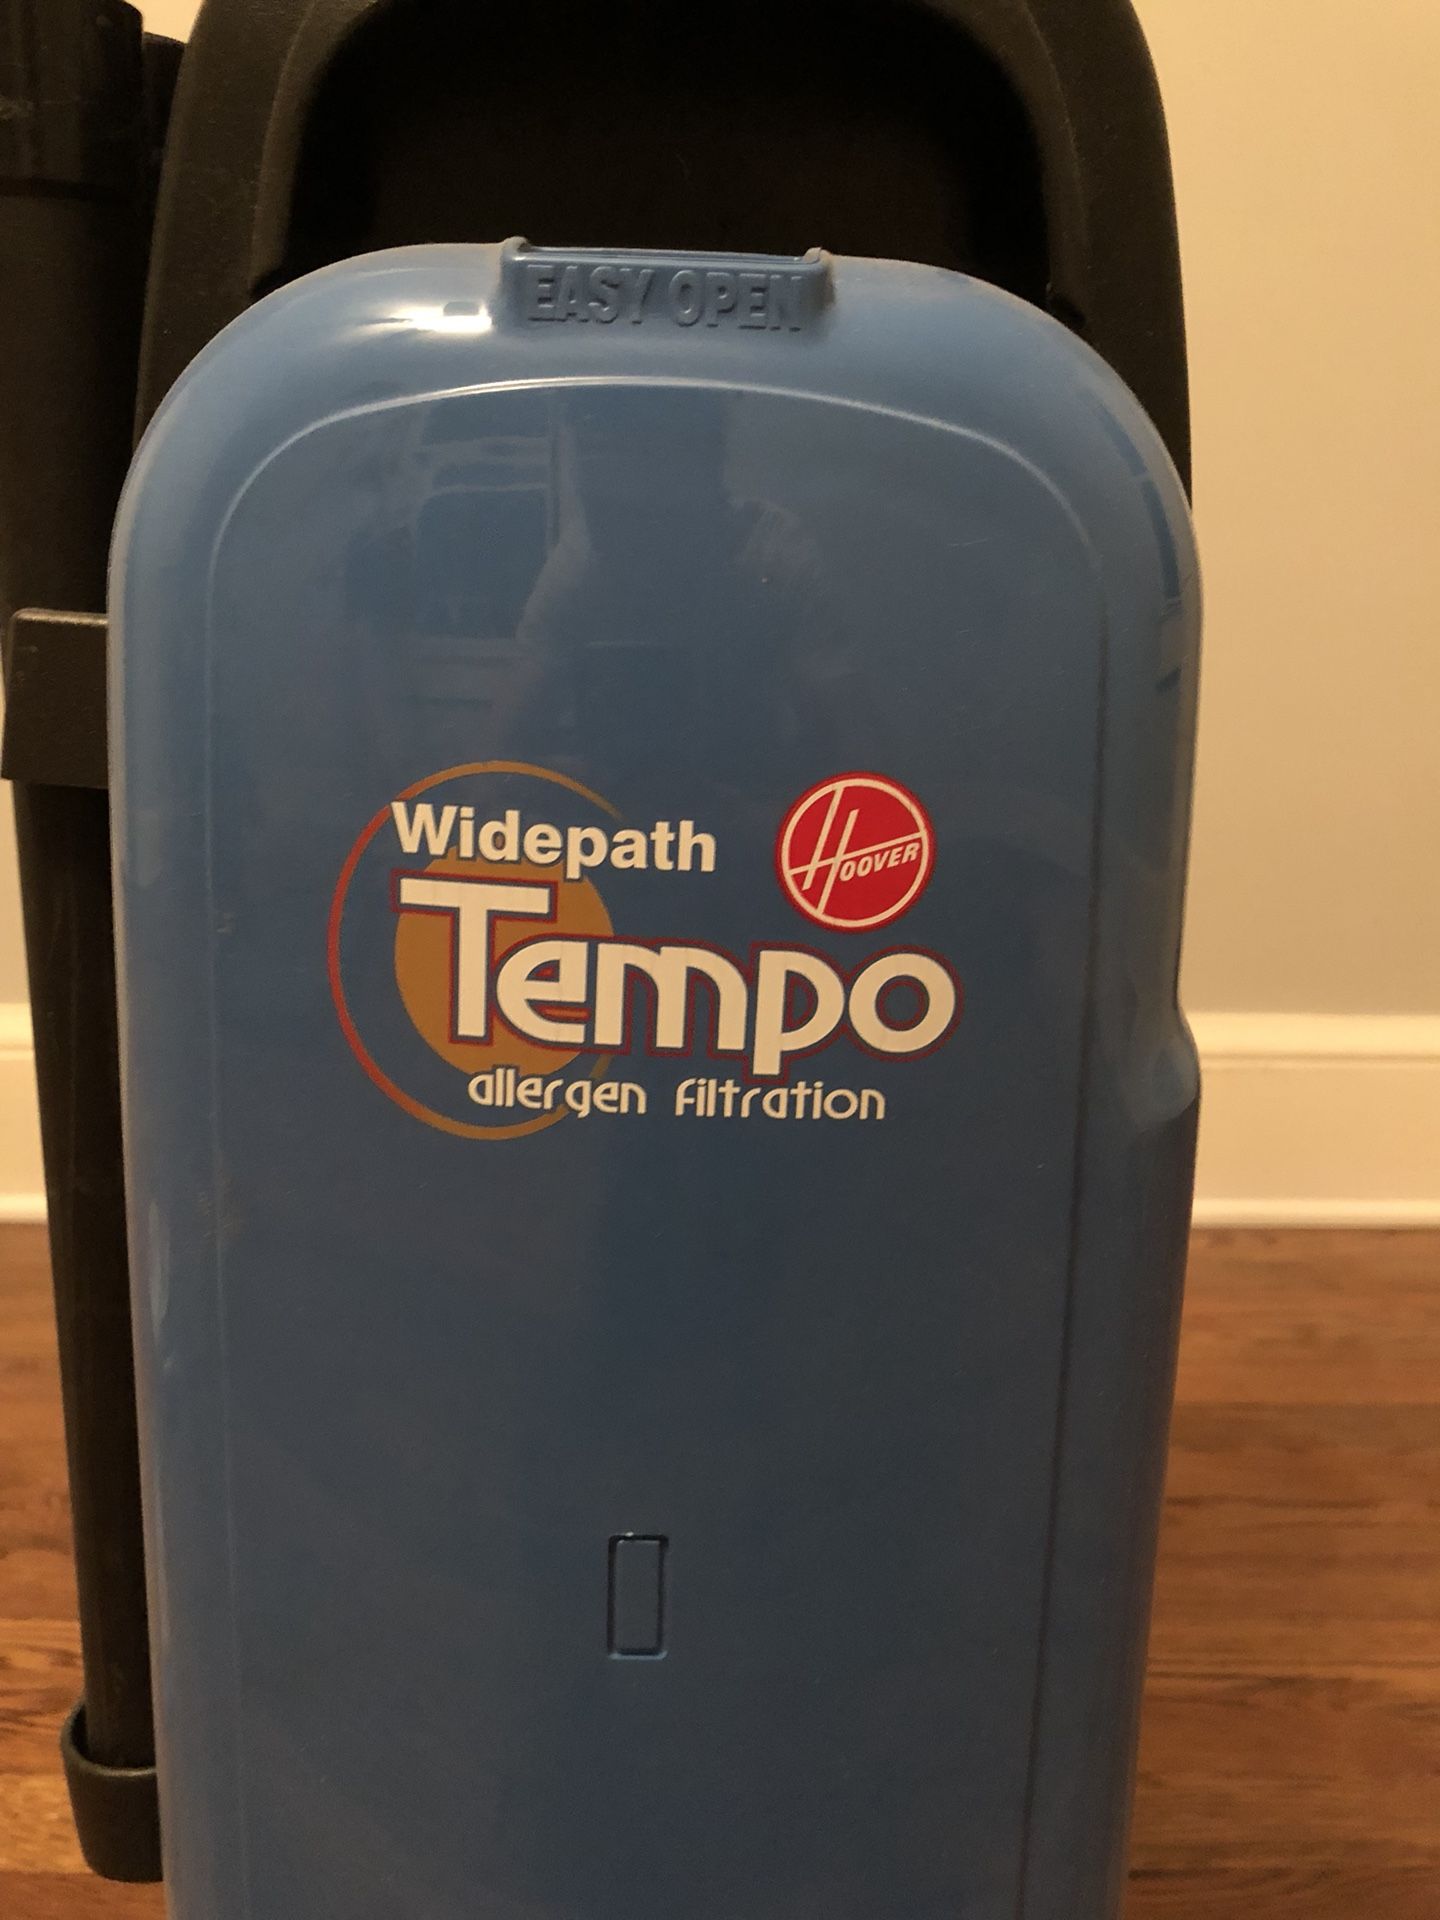 EASY OPEN
Widepath
HOOVER
Tempo
allergen filtration